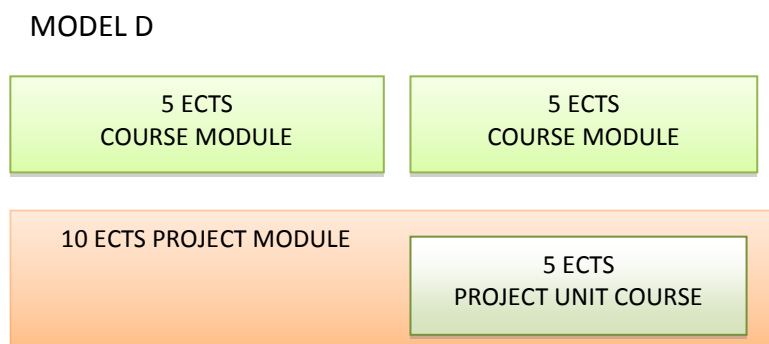 MODEL D
5 ECTS
COURSE MODULE
5 ECTS
COURSE MODULE
10 ECTS PROJECT MODULE
5 ECTS
PROJECT UNIT COURSE